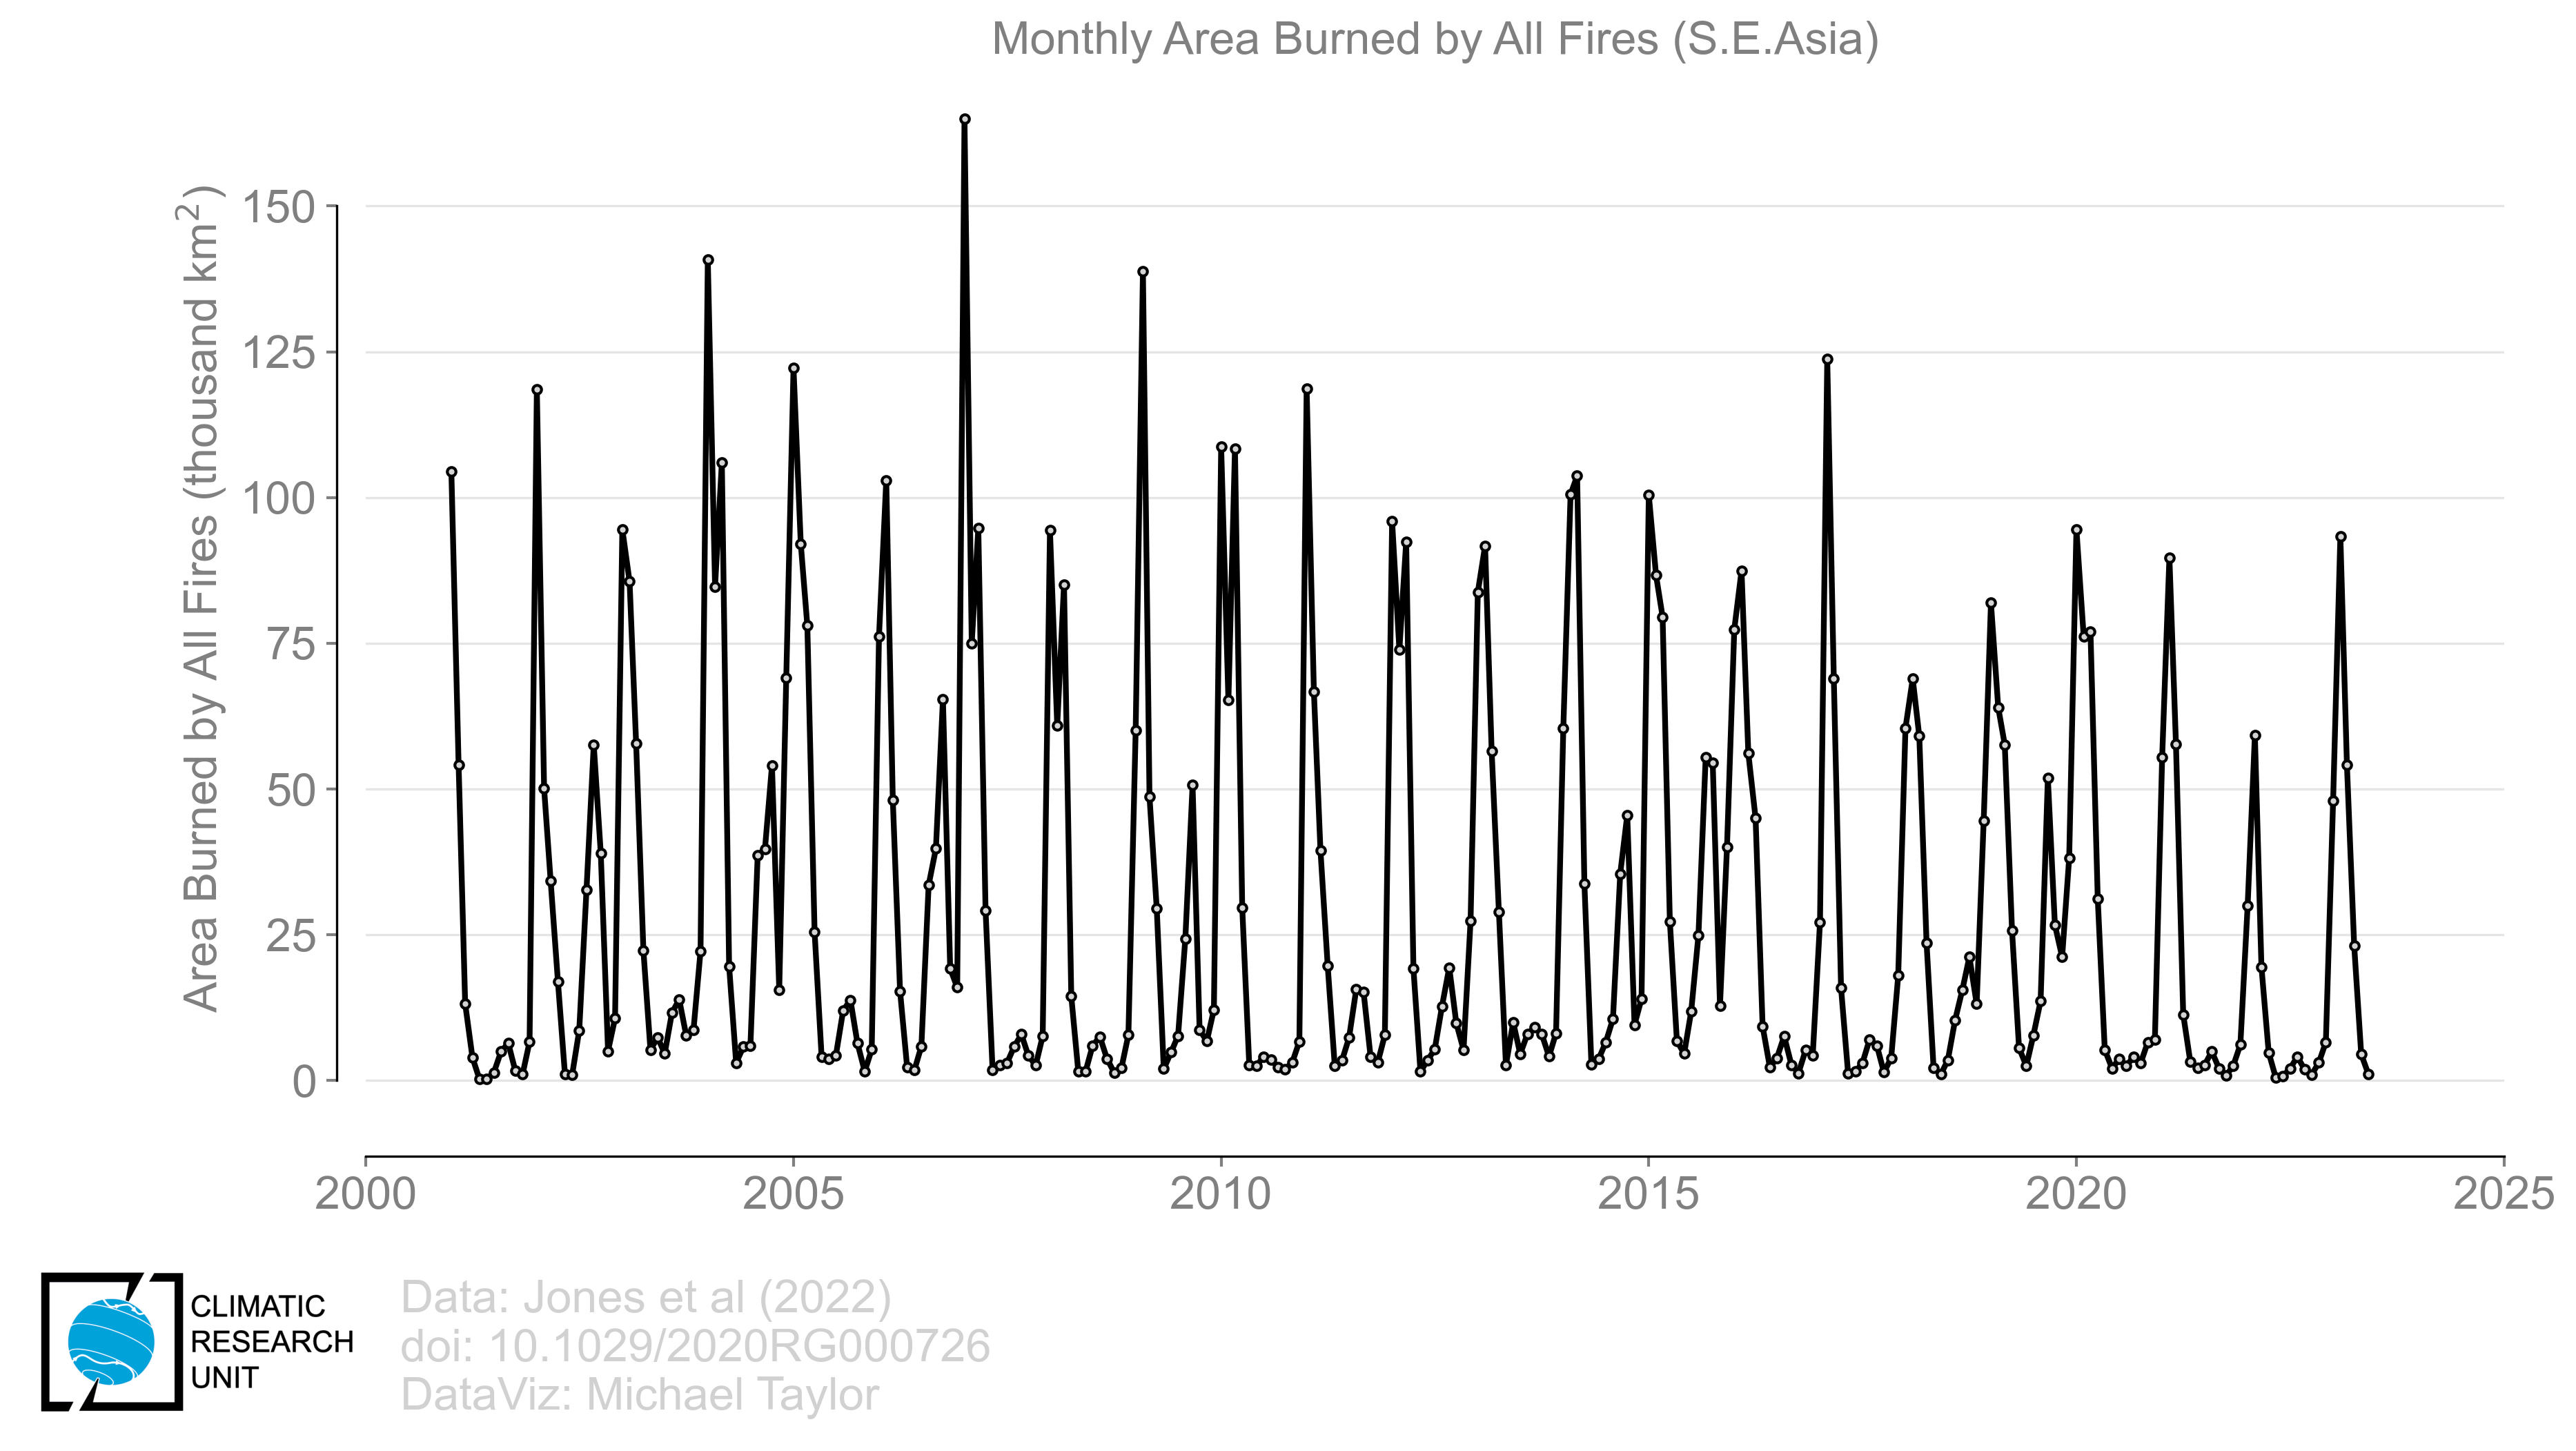 Monthly Area Burned by All Fires (S.E.Asia)
Area Burned by All Fires (thousand km²)
150
125
100
75
50
25
0
2000 2005 2010 2015 2020 2025
CLIMATIC
RESEARCH
UNIT
Data: Jones et al (2022)
doi: 10.1029/2020RG000726
DataViz: Michael Taylor